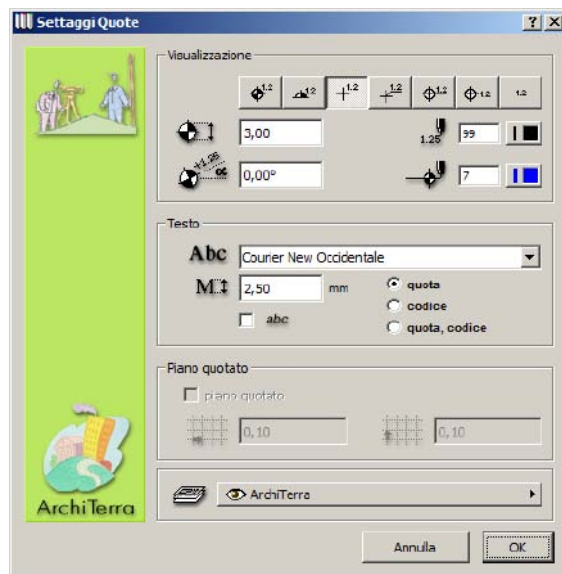 Settaggi Quote
Visualizzazione
1.2 1.2 1.2 1.2 1.2 -1.2 1.2
3,00 1.25 99
+1.25 α 0,00° 7
Testo
Abc Courier New Occidentale
M 2,50 mm
quota
codice
abc quota, codice
Piano quotato
piano quotato
0,10 0,10
ArchiTerra
ArchiTerra
Annulla OK